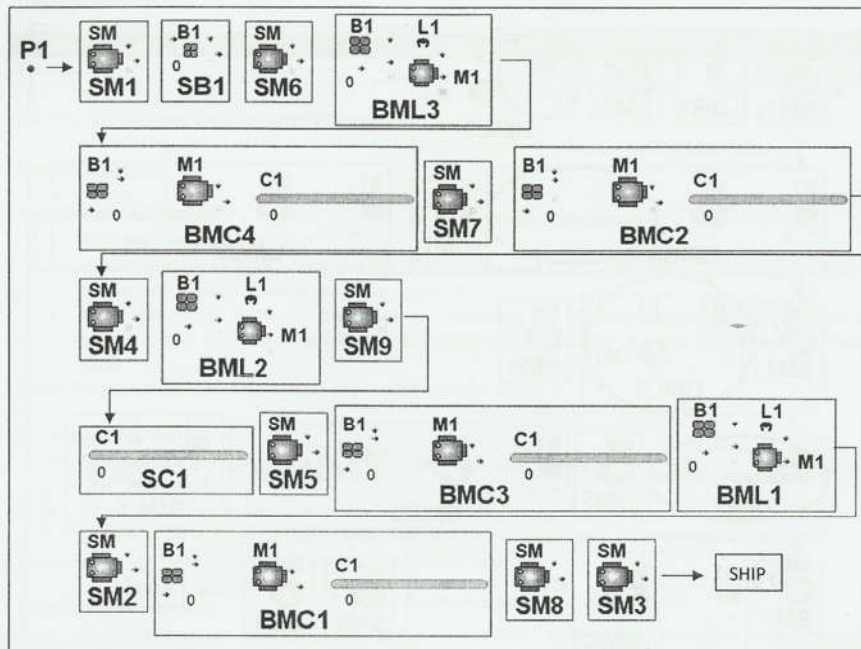 P1
SM
SM1
B1
0
SB1
SM
SM6
B1
0
L1
M1
BML3
B1
0
M1
C1
0
BMC4
SM
SM7
B1
0
M1
C1
0
BMC2
SM
SM4
B1
0
L1
M1
BML2
SM
SM9
C1
0
SC1
SM
SM5
B1
0
M1
C1
0
BMC3
B1
0
L1
M1
BML1
SM
SM2
B1
0
M1
C1
0
BMC1
SM
SM8
SM
SM3
SHIP